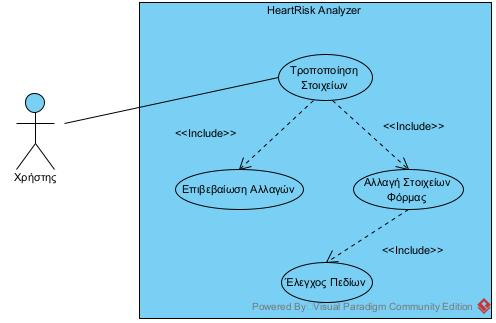 HeartRisk Analyzer
Τροποποίηση
Στοιχείων
<<Include>>
<<Include>>
Χρήστης
Επιβεβαίωση Αλλαγών
Αλλαγή Στοιχείων
Φόρμας
<<Include>>
Έλεγχος Πεδίων
Powered By Visual Paradigm Community Edition